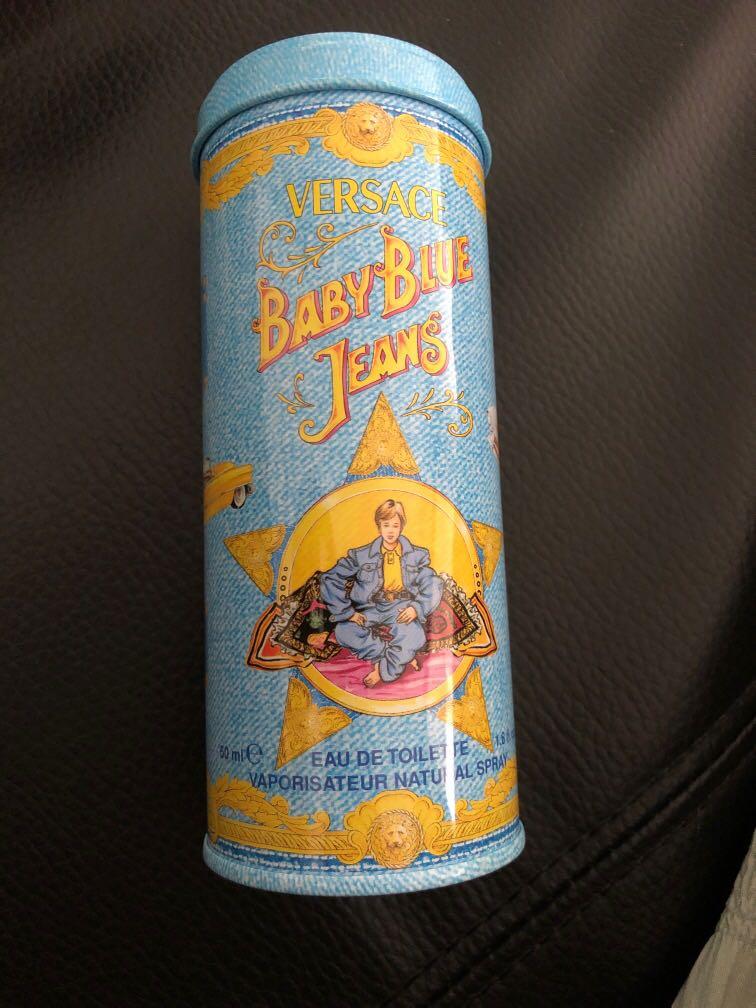 VERSACE
BABY BLUE
JEANS
50 ml ℮
EAU DE TOILETTE
VAPORISATEUR NATURAL SPRAY